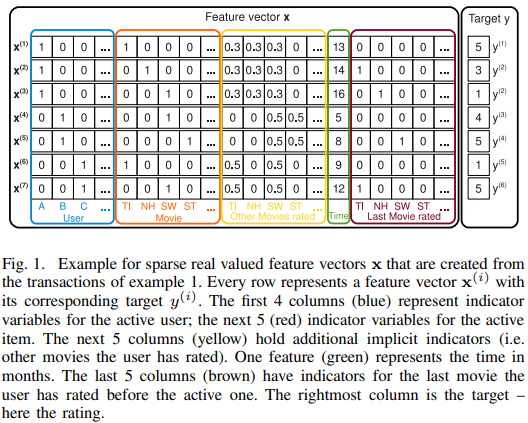 Feature vector x Target y
x(1) 1 0 0 ... 1 0 0 0 ... 0.3 0.3 0.3 0 ... 13 0 0 0 0 ... 5 y(1)
x(2) 1 0 0 ... 0 1 0 0 ... 0.3 0.3 0.3 0 ... 14 1 0 0 0 ... 3 y(2)
x(3) 1 0 0 ... 0 0 1 0 ... 0.3 0.3 0.3 0 ... 16 0 1 0 0 ... 1 y(2)
x(4) 0 1 0 ... 0 0 1 0 ... 0 0 0.5 0.5 ... 5 0 0 0 0 ... 4 y(3)
x(5) 0 1 0 ... 0 0 0 1 ... 0 0 0.5 0.5 ... 8 0 0 1 0 ... 5 y(4)
x(6) 0 0 1 ... 1 0 0 0 ... 0.5 0 0.5 0 ... 9 0 0 0 0 ... 1 y(5)
x(7) 0 0 1 ... 0 0 1 0 ... 0.5 0 0.5 0 ... 12 1 0 0 0 ... 5 y(6)
A B C ... TI NH SW ST ... TI NH SW ST ... Time TI NH SW ST ...
User Movie Other Movies rated Last Movie rated
Fig. 1. Example for sparse real valued feature vectors x that are created from
the transactions of example 1. Every row represents a feature vector x(i) with
its corresponding target y(i). The first 4 columns (blue) represent indicator
variables for the active user; the next 5 (red) indicator variables for the active
item. The next 5 columns (yellow) hold additional implicit indicators (i.e.
other movies the user has rated). One feature (green) represents the time in
months. The last 5 columns (brown) have indicators for the last movie the
user has rated before the active one. The rightmost column is the target –
here the rating.